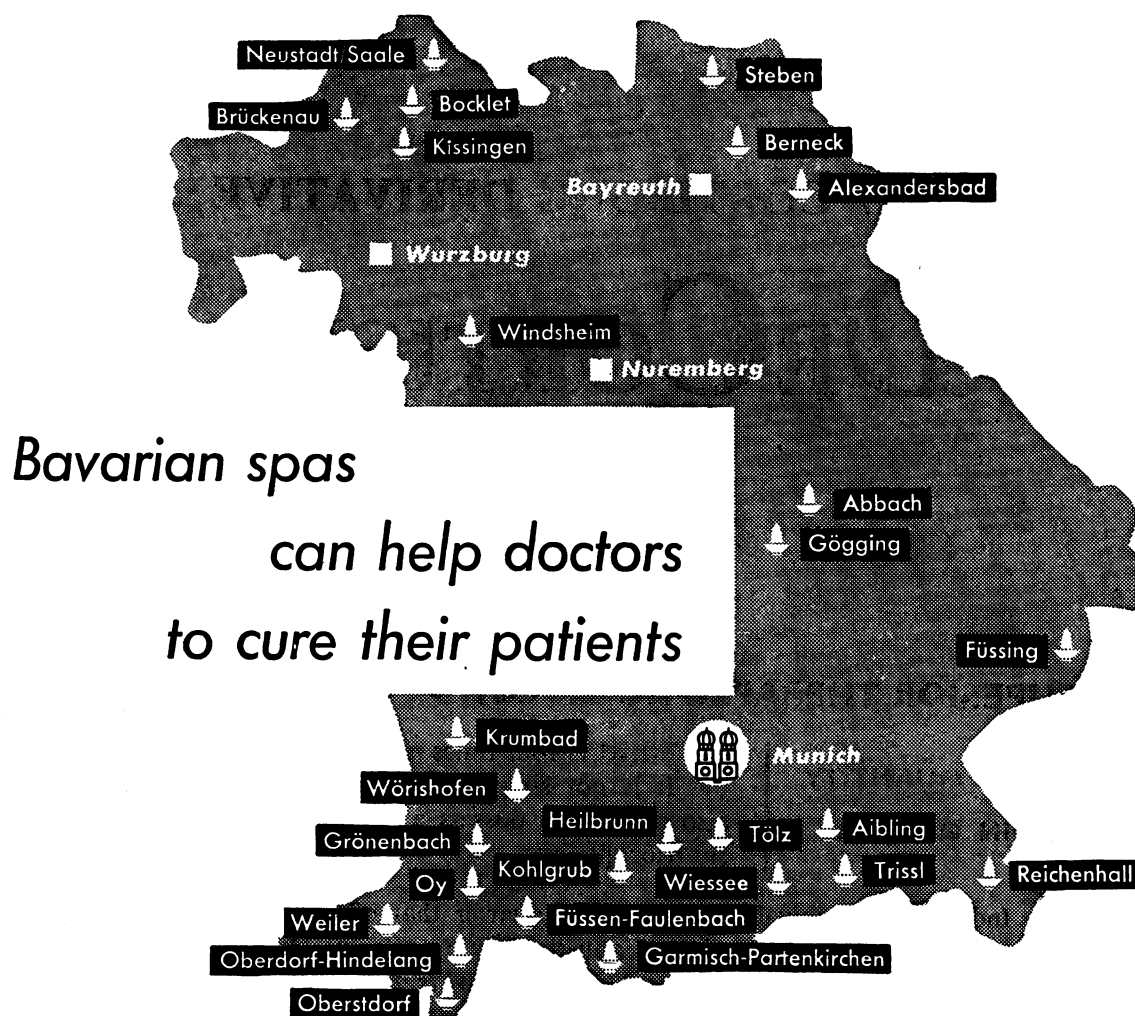 Neustadt/Saale
Steben
Bocklet
Brückenau
Kissingen
Berneck
Bayreuth
Alexandersbad
Wurzburg
Windsheim
Nuremberg
Bavarian spas
can help doctors
to cure their patients
Abbach
Gögging
Füssing
Krumbad
Munich
Wörishofen
Heilbrunn
Tölz
Aibling
Grönenbach
Kohlgrub
Wiessee
Trissl
Reichenhall
Oy
Weiler
Füssen-Faulenbach
Oberdorf-Hindelang
Garmisch-Partenkirchen
Oberstdorf